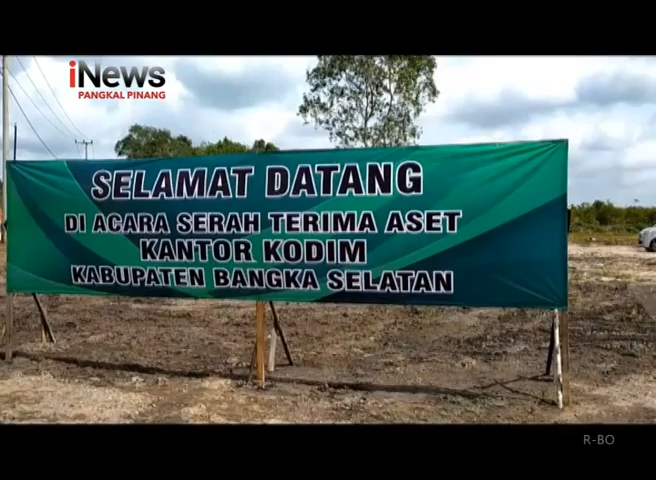 iNews
PANGKAL PINANG
SELAMAT DATANG
DI ACARA SERAH TERIMA ASET
KANTOR KODIM
KABUPATEN BANGKA SELATAN
R-BO